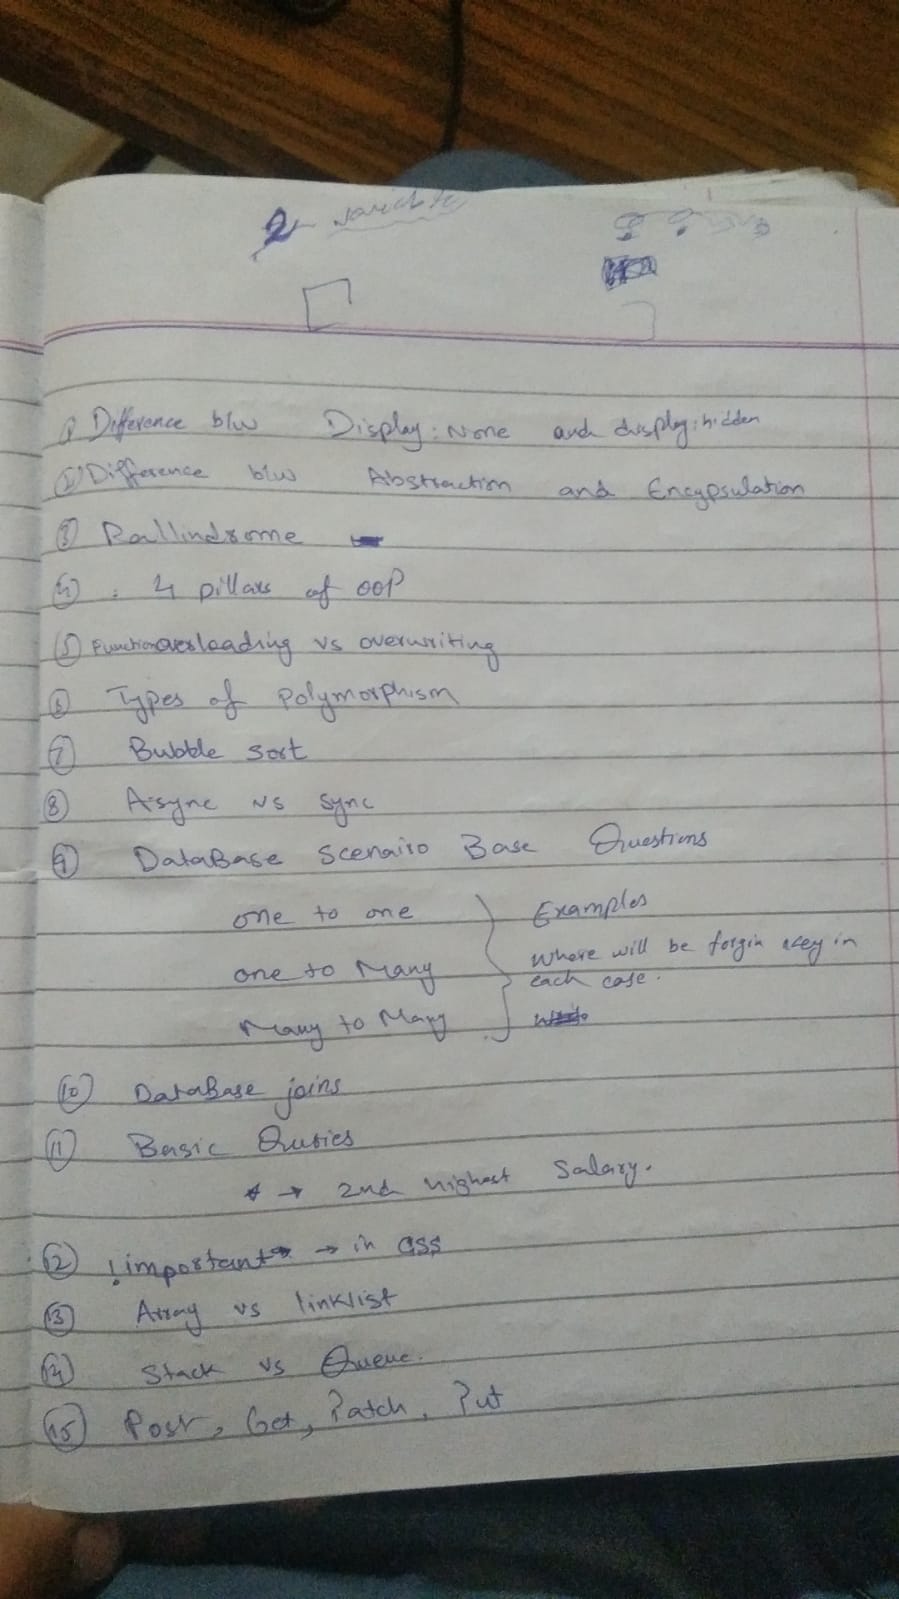 2 variable
① Difference b/w Display: None and display: hidden
② Difference b/w Abstraction and Encypsulation
③ Pallindrome
④ : 4 pillars of OOP
⑤ Function overloading vs overwriting
⑥ Types of Polymorphism
⑦ Bubble sort
⑧ Async vs sync
⑨ DataBase Scenairo Base Questions
one to one
one to Many
Many to Many
Examples
where will be forgin key in
each case.
⑩ DataBase joins
⑪ Basic Quries
* → 2nd highest Salary.
⑫ !important → in css
⑬ Array vs linklist
⑭ Stack vs Queue.
⑮ Post, Get, Patch, Put